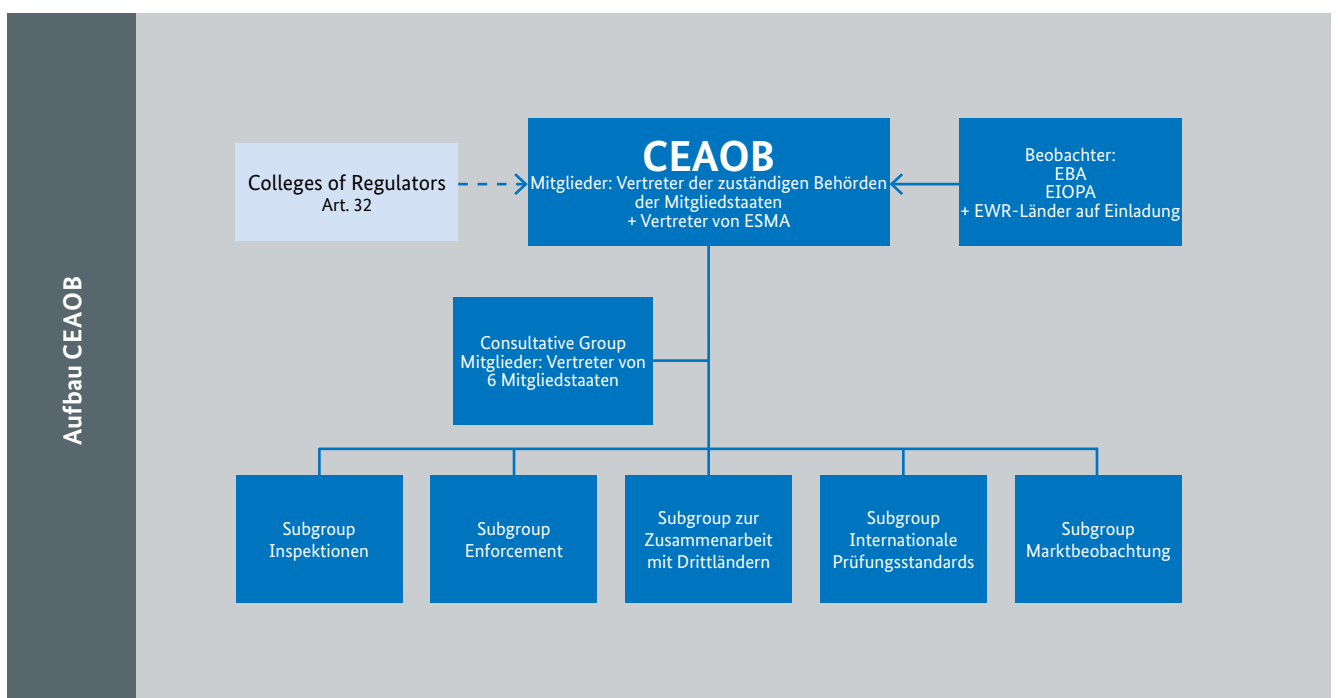 Aufbau CEAOB
Colleges of Regulators
Art. 32
CEAOB
Mitglieder: Vertreter der zuständigen Behörden
der Mitgliedstaaten
+ Vertreter von ESMA
Beobachter:
EBA
EIOPA
+ EWR-Länder auf Einladung
Consultative Group
Mitglieder: Vertreter von
6 Mitgliedstaaten
Subgroup
Inspektionen
Subgroup
Enforcement
Subgroup zur
Zusammenarbeit
mit Drittländern
Subgroup
Internationale
Prüfungsstandards
Subgroup
Marktbeobachtung